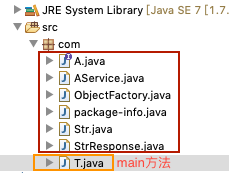 JRE System Library [Java SE 7 [1.7.
src
com
A.java
AService.java
ObjectFactory.java
package-info.java
Str.java
StrResponse.java
T.java main方法